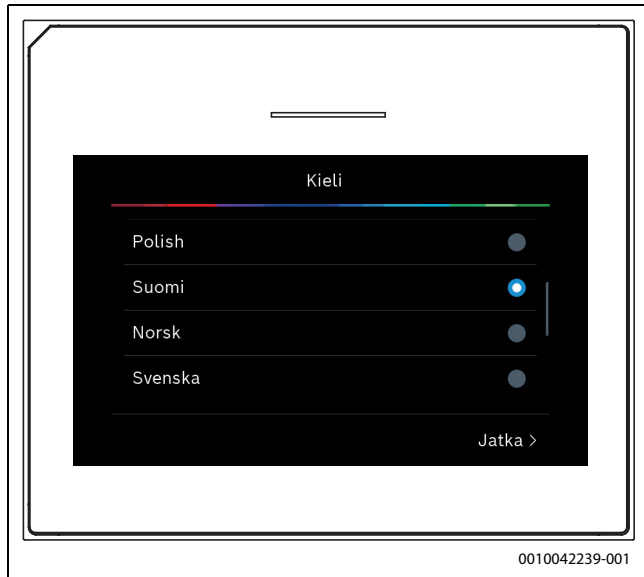 Kieli
Polish
Suomi
Norsk
Svenska
Jatka >
0010042239-001